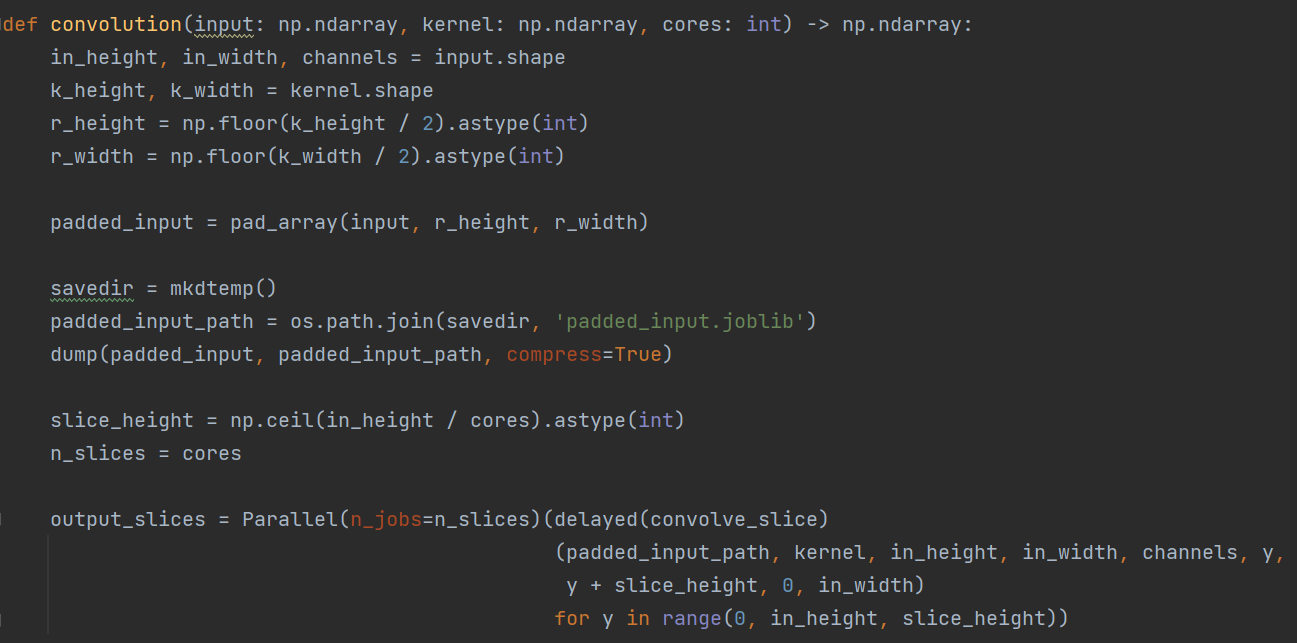 def convolution(input: np.ndarray, kernel: np.ndarray, cores: int) -> np.ndarray:
    in_height, in_width, channels = input.shape
    k_height, k_width = kernel.shape
    r_height = np.floor(k_height / 2).astype(int)
    r_width = np.floor(k_width / 2).astype(int)

    padded_input = pad_array(input, r_height, r_width)

    savedir = mkdtemp()
    padded_input_path = os.path.join(savedir, 'padded_input.joblib')
    dump(padded_input, padded_input_path, compress=True)

    slice_height = np.ceil(in_height / cores).astype(int)
    n_slices = cores

    output_slices = Parallel(n_jobs=n_slices)(delayed(convolve_slice)
                                              (padded_input_path, kernel, in_height, in_width, channels, y,
                                               y + slice_height, 0, in_width)
                                              for y in range(0, in_height, slice_height))